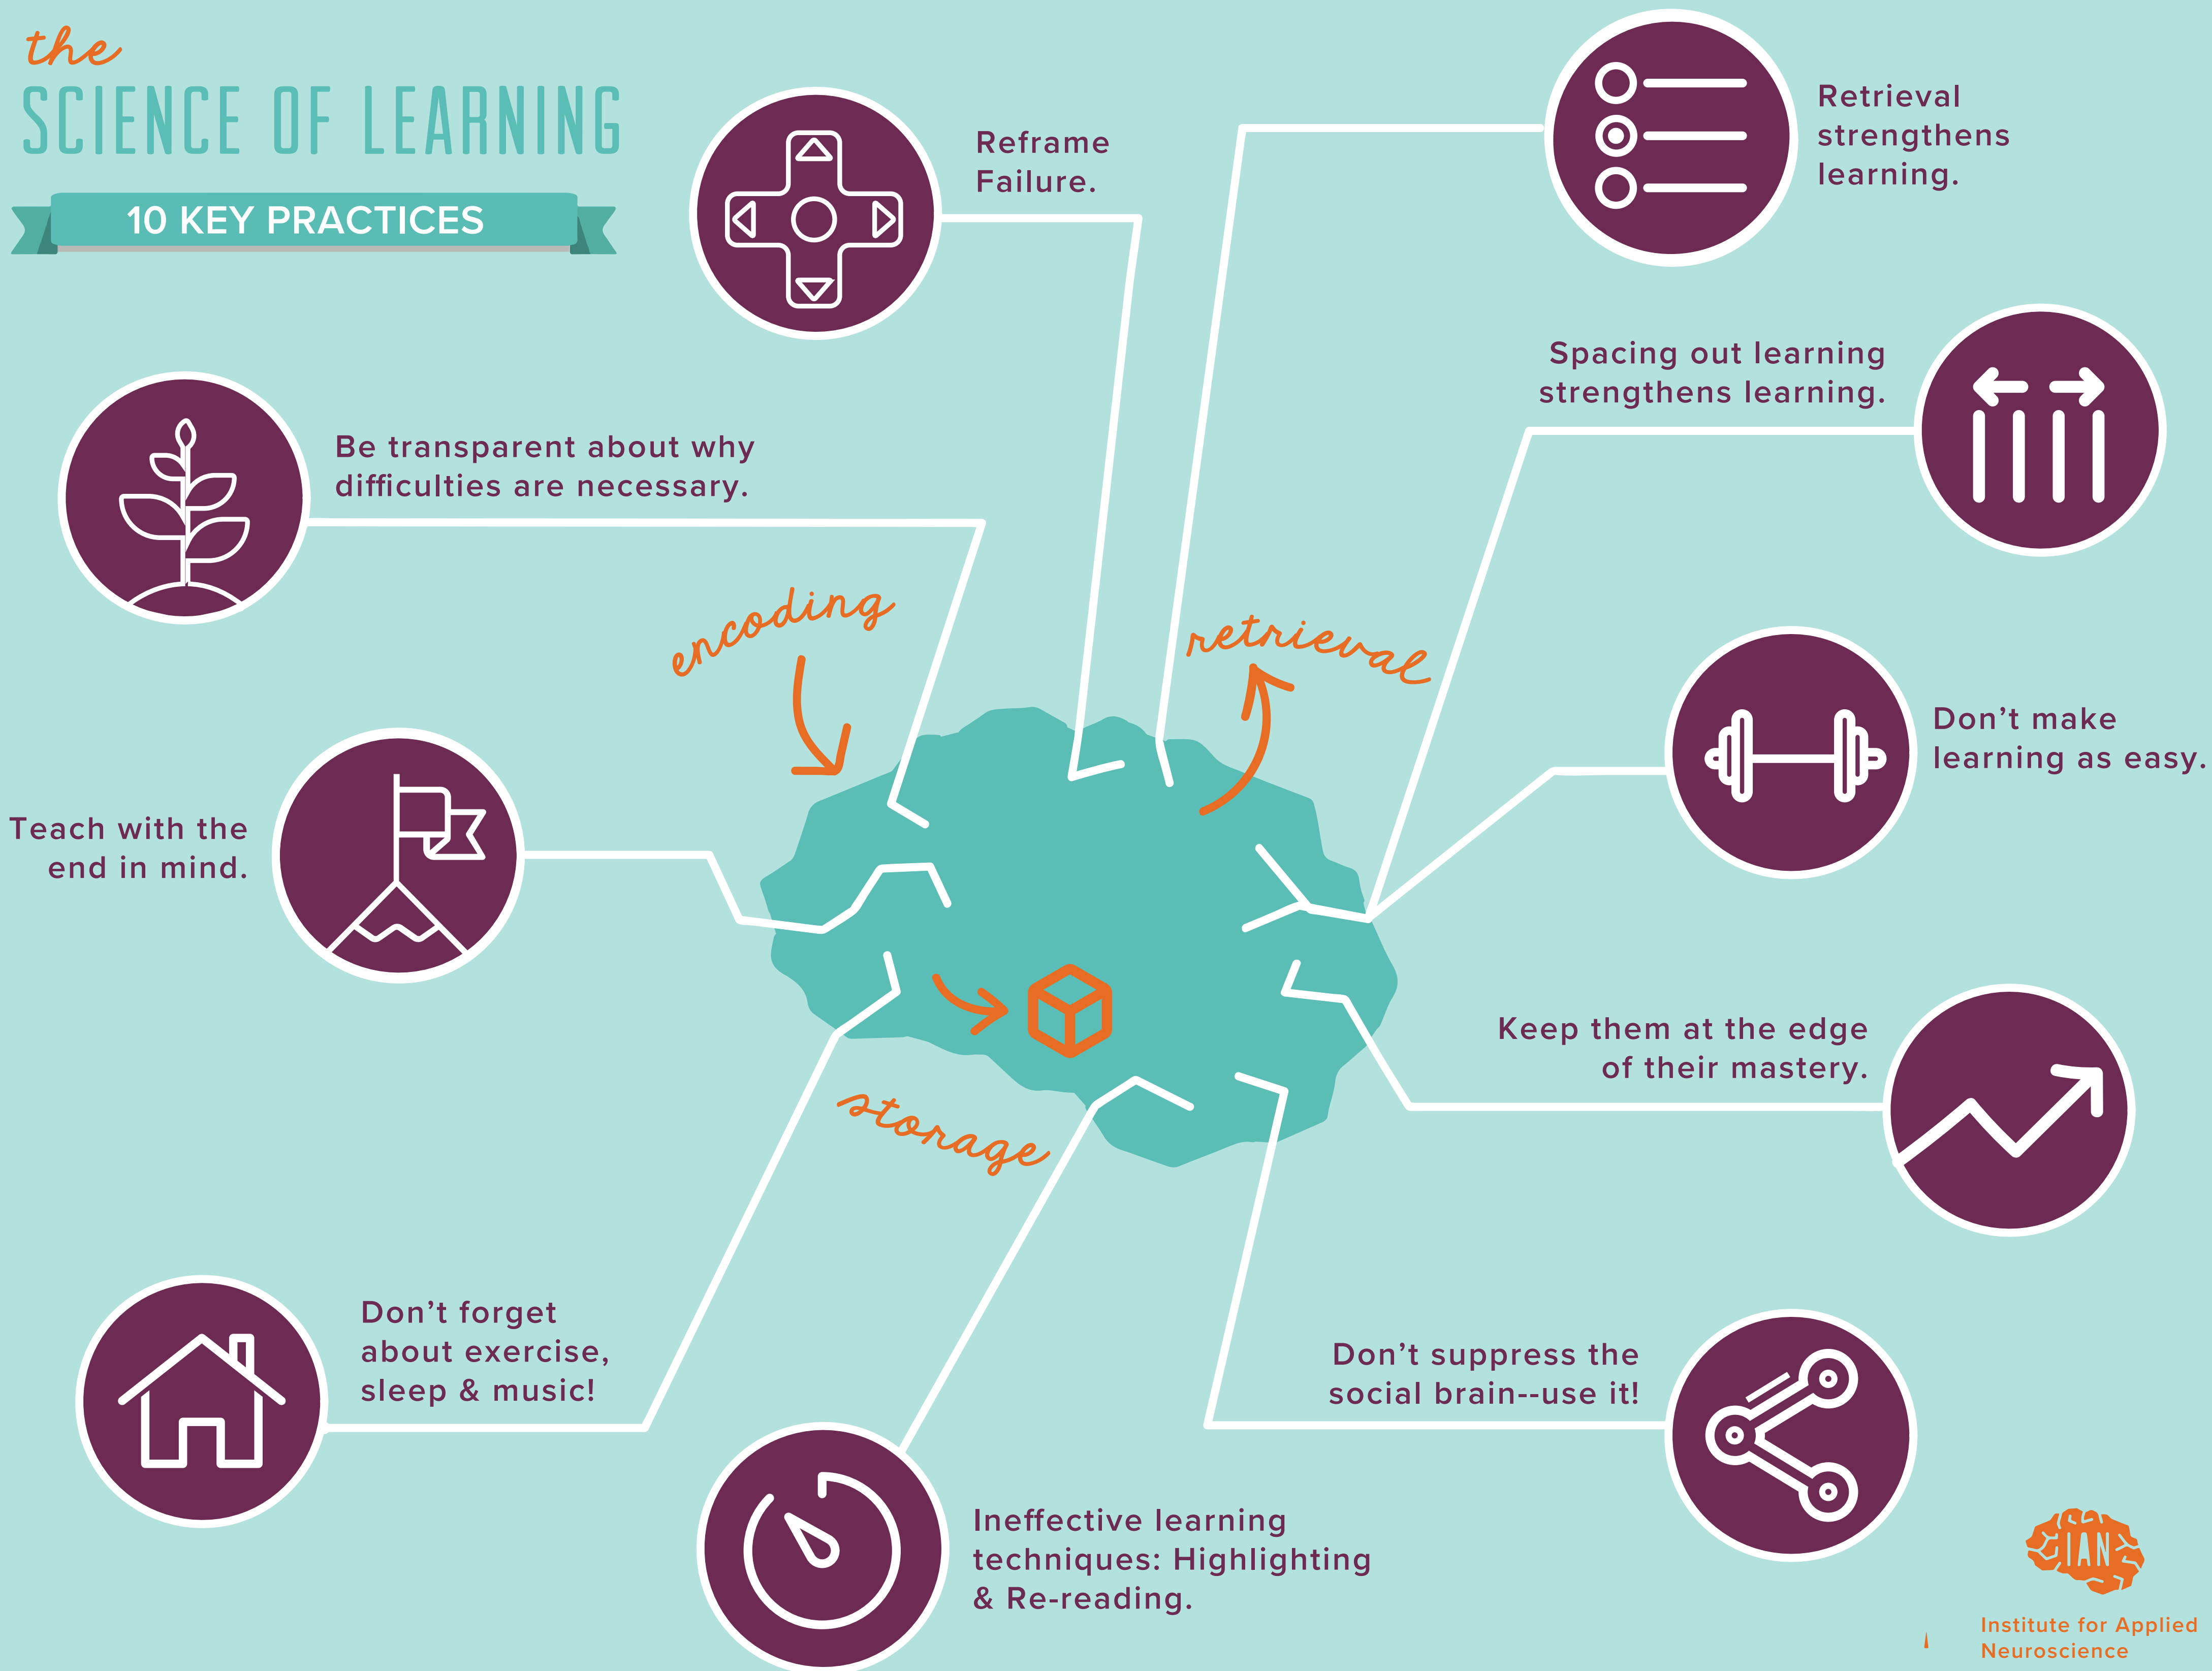 the
SCIENCE OF LEARNING
10 KEY PRACTICES
Reframe
Failure.
Retrieval
strengthens
learning.
Spacing out learning
strengthens learning.
Be transparent about why
difficulties are necessary.
encoding
retrieval
Don’t make
learning as easy.
Teach with the
end in mind.
Keep them at the edge
of their mastery.
storage
Don’t forget
about exercise,
sleep & music!
Don’t suppress the
social brain--use it!
Ineffective learning
techniques: Highlighting
& Re-reading.
IAN
Institute for Applied
Neuroscience